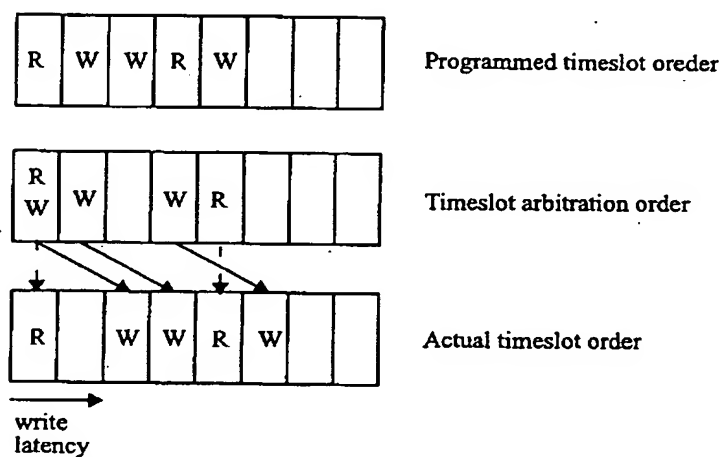 R W W R W Programmed timeslot oreder
R
W W W R Timeslot arbitration order
R W W R W Actual timeslot order
write
latency